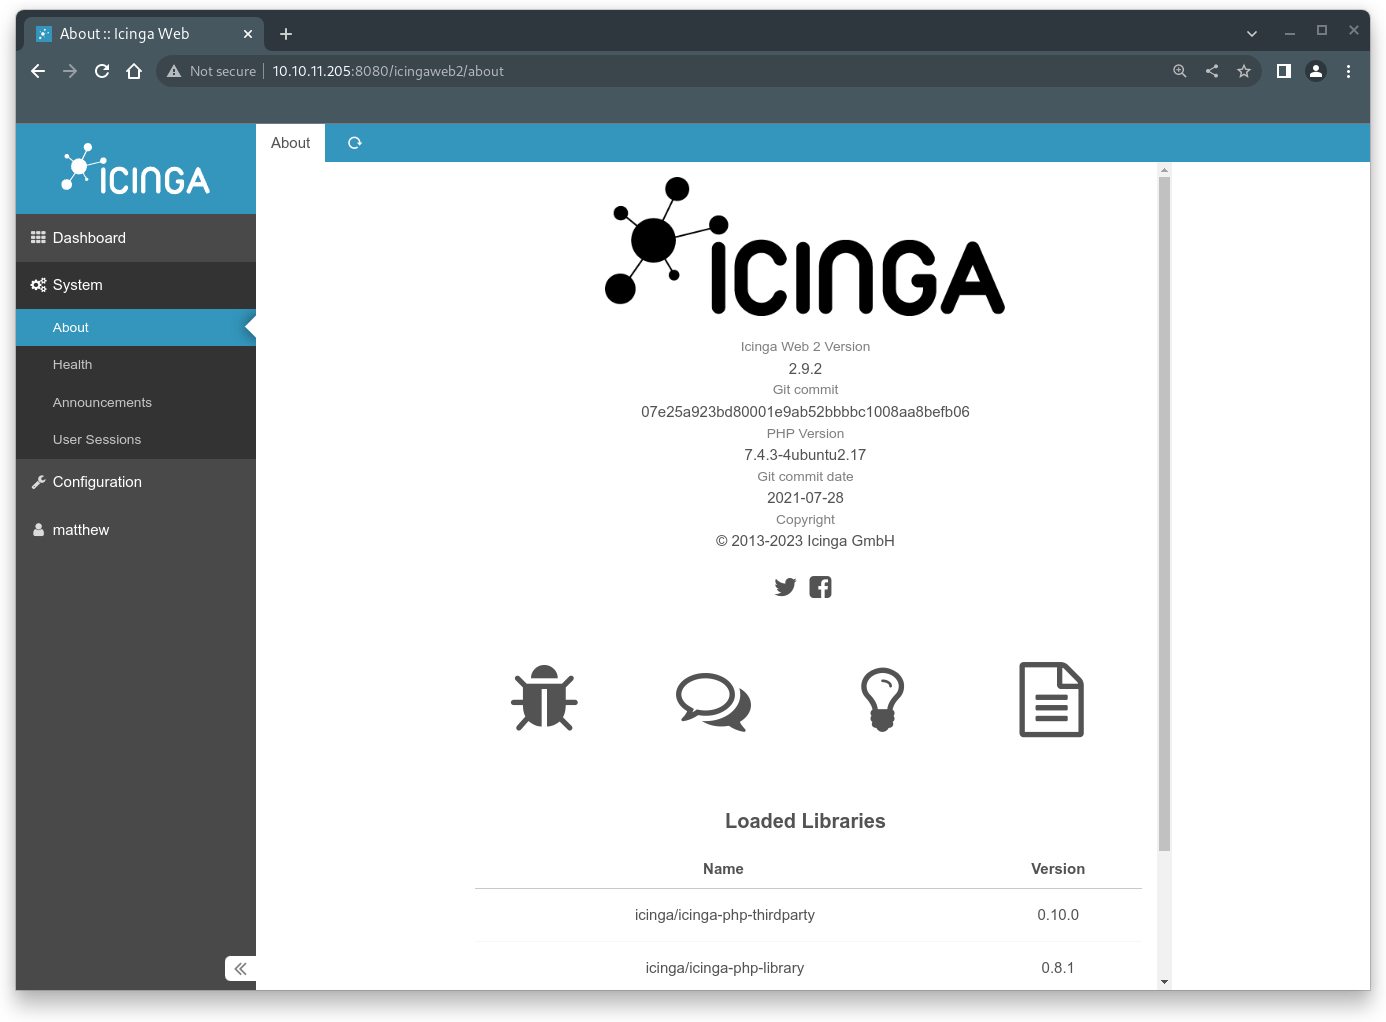 About :: Icinga Web
Not secure
10.10.11.205:8080/icingaweb2/about
iCINGA
About
Dashboard
System
About
Health
Announcements
User Sessions
Configuration
matthew
iCINGA
Icinga Web 2 Version
2.9.2
Git commit
07e25a923bd80001e9ab52bbbbc1008aa8befb06
PHP Version
7.4.3-4ubuntu2.17
Git commit date
2021-07-28
Copyright
© 2013-2023 Icinga GmbH
Loaded Libraries
Name Version
icinga/icinga-php-thirdparty 0.10.0
icinga/icinga-php-library 0.8.1